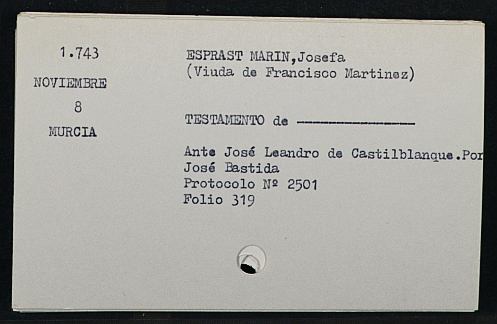 1.743
NOVIEMBRE
8
MURCIA
ESPRAST MARIN,Josefa
(Viuda de Francisco Martinez)
TESTAMENTO de -----------------
Ante José Leandro de Castilblanque.Por
José Bastida
Protocolo Nº 2501
Folio 319